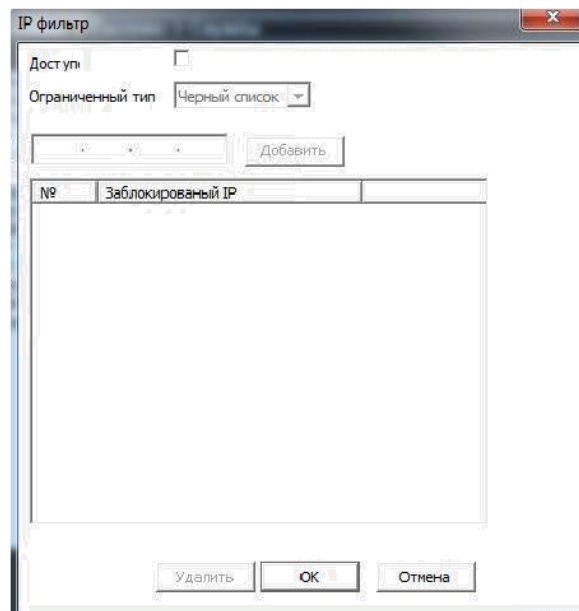 IP фильтр
Доступ
Ограниченный тип Черный список
Добавить
№ Заблокированый IP
Удалить OK Отмена